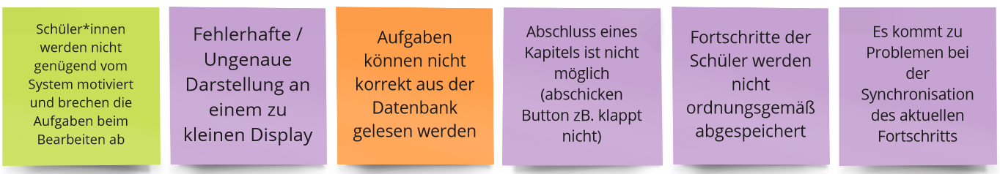 Schüler*innen
werden nicht
genügend vom
System motiviert
und brechen die
Aufgaben beim
Bearbeiten ab
Fehlerhafte /
Ungenaue
Darstellung an
einem zu
kleinen Display
Aufgaben
können nicht
korrekt aus der
Datenbank
gelesen werden
Abschluss eines
Kapitels ist nicht
möglich
(abschicken
Button zB. klappt
nicht)
Fortschritte der
Schüler werden
nicht
ordnungsgemäß
abgespeichert
Es kommt zu
Problemen bei
der
Synchronisation
des aktuellen
Fortschritts